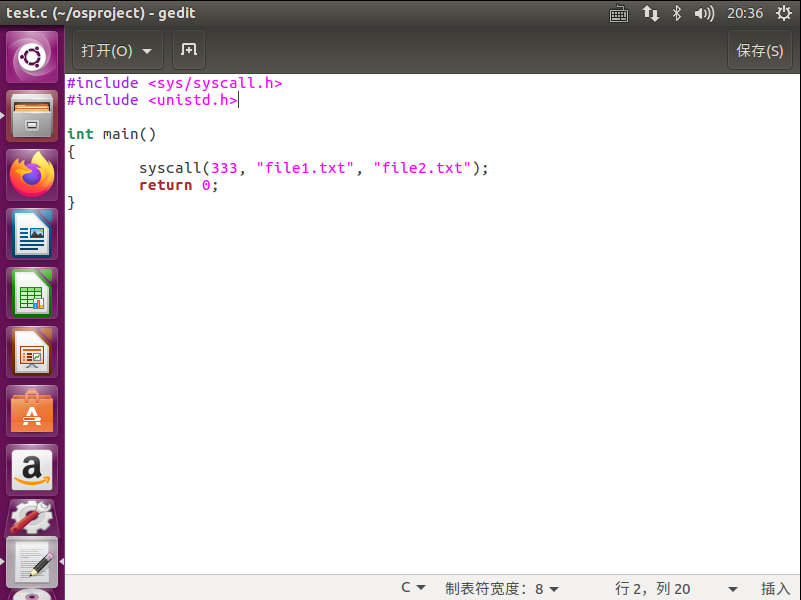 test.c (~/osproject) - gedit
20:36
打开(O)
保存(S)
#include <sys/syscall.h>
#include <unistd.h>
int main()
{
syscall(333, "file1.txt", "file2.txt");
return 0;
}
C 制表符宽度：8 行 2，列 20 插入